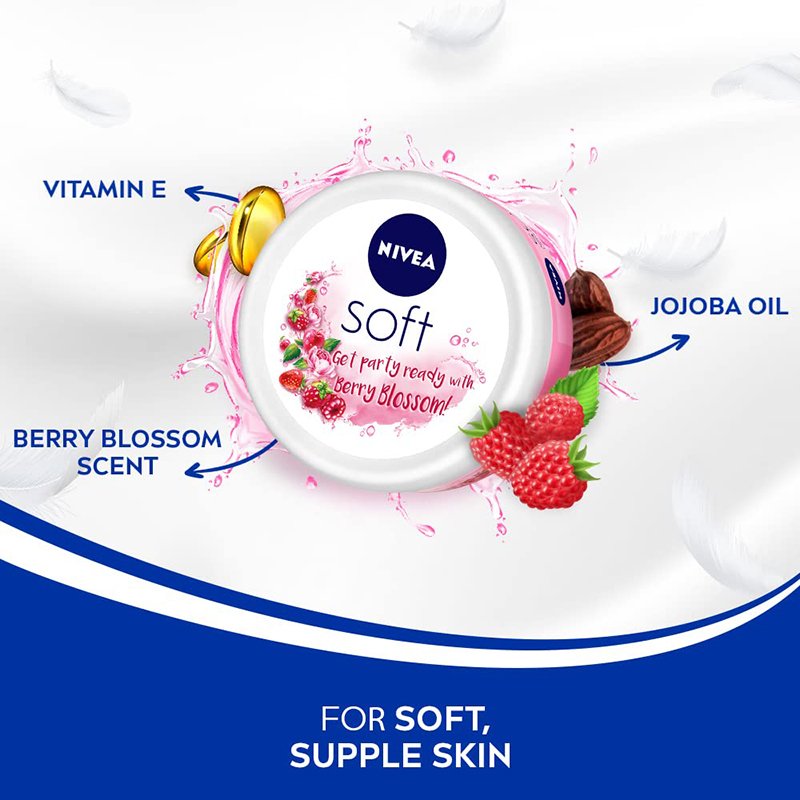 VITAMIN E
NIVEA
soft
Get party ready with
Berry Blossom!
JOJOBA OIL
BERRY BLOSSOM
SCENT
FOR SOFT,
SUPPLE SKIN